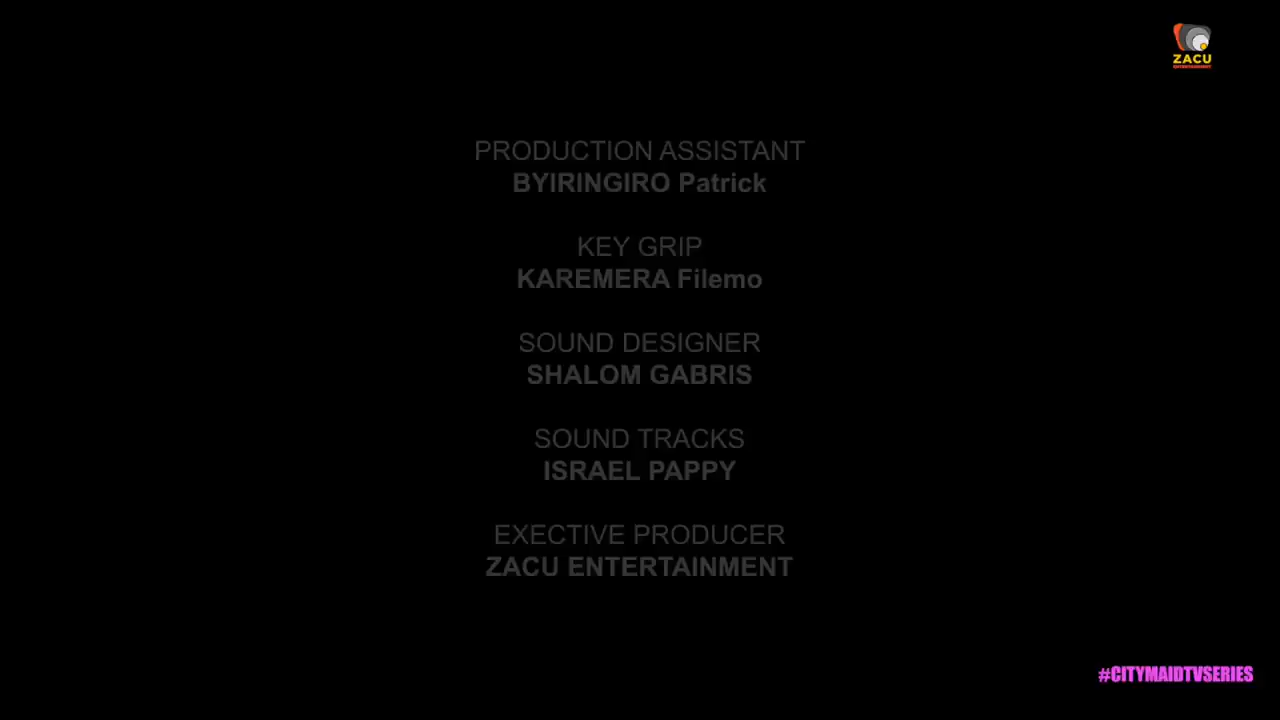 ZACU
ENTERTAINMENT
PRODUCTION ASSISTANT
BYIRINGIRO Patrick
KEY GRIP
KAREMERA Filemo
SOUND DESIGNER
SHALOM GABRIS
SOUND TRACKS
ISRAEL PAPPY
EXECTIVE PRODUCER
ZACU ENTERTAINMENT
#CITYMAIDTVSERIES